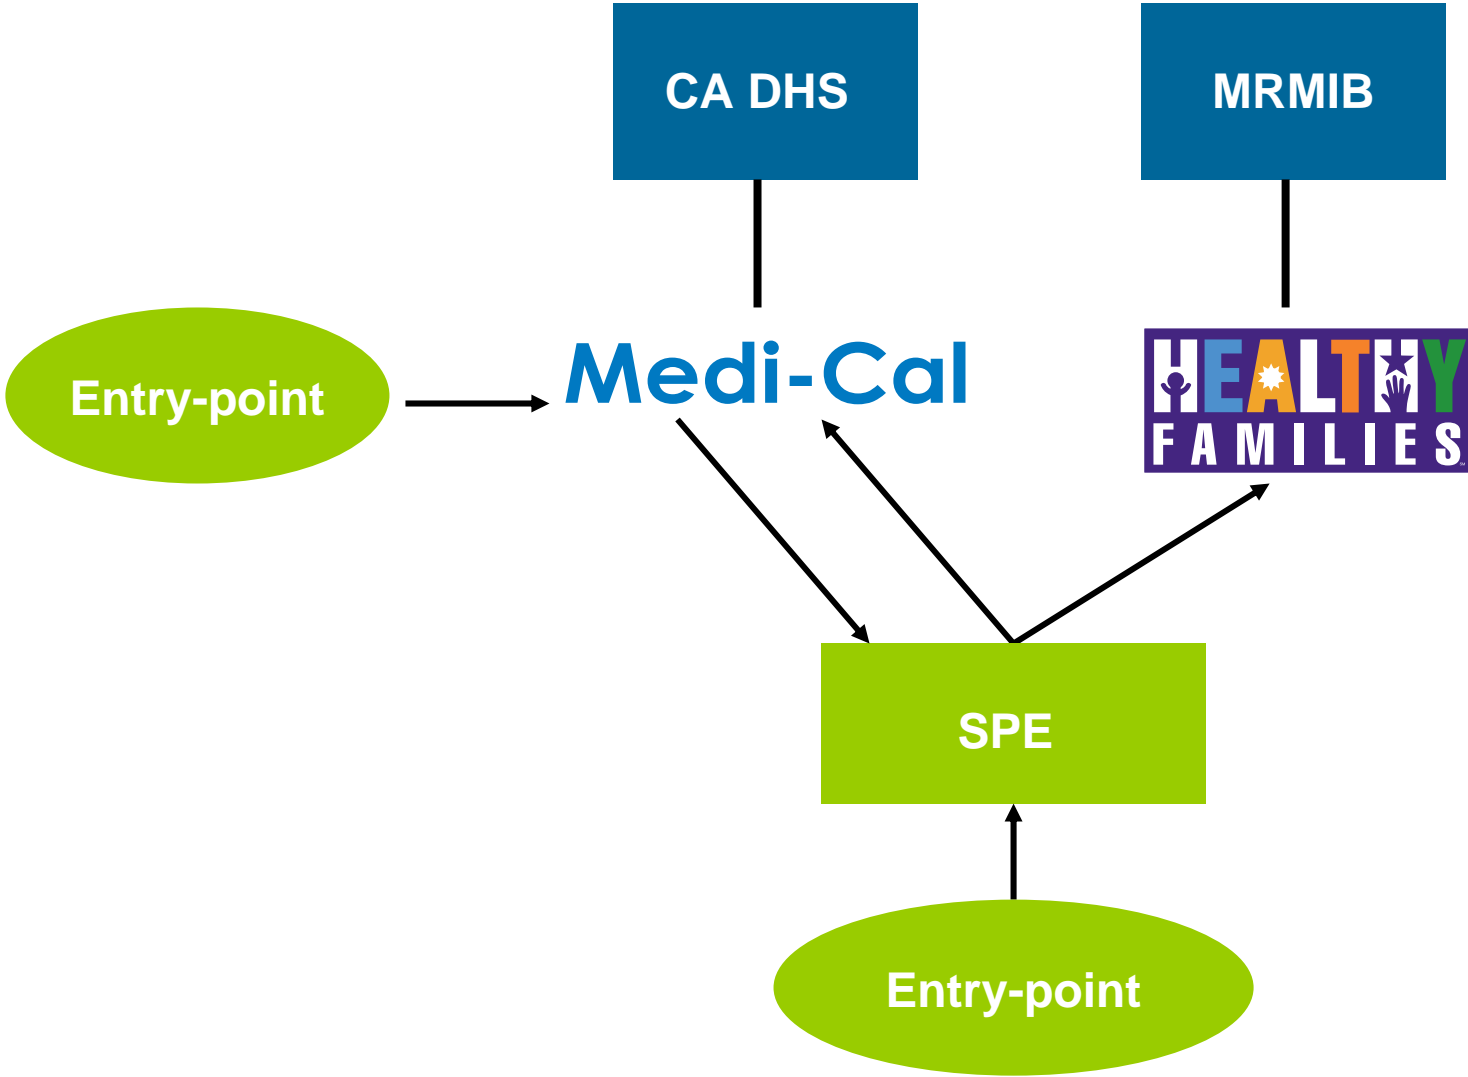 CA DHS
MRMIB
Entry-point
Medi-Cal
HEALTHY
FAMILIES
SPE
Entry-point